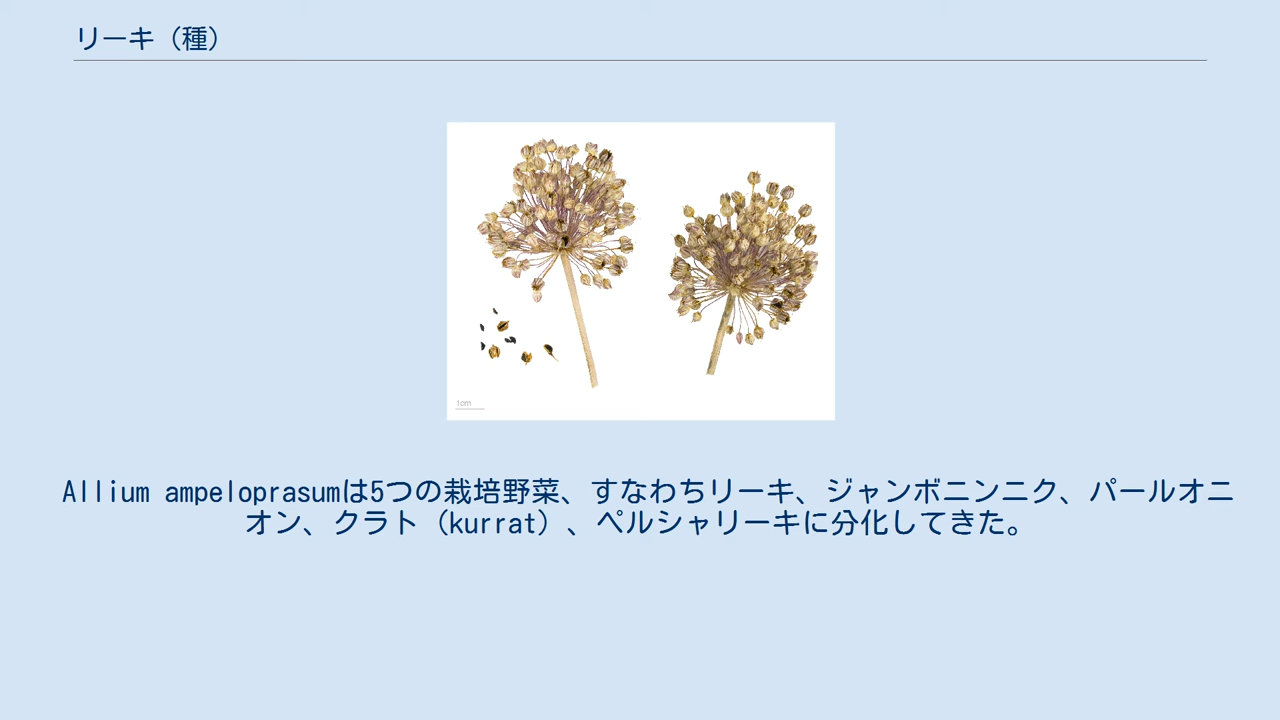 リーキ（種）
1cm
Allium ampeloprasumは5つの栽培野菜、すなわちリーキ、ジャンボニンニク、パールオニ
オン、クラト（kurrat）、ペルシャリーキに分化してきた。